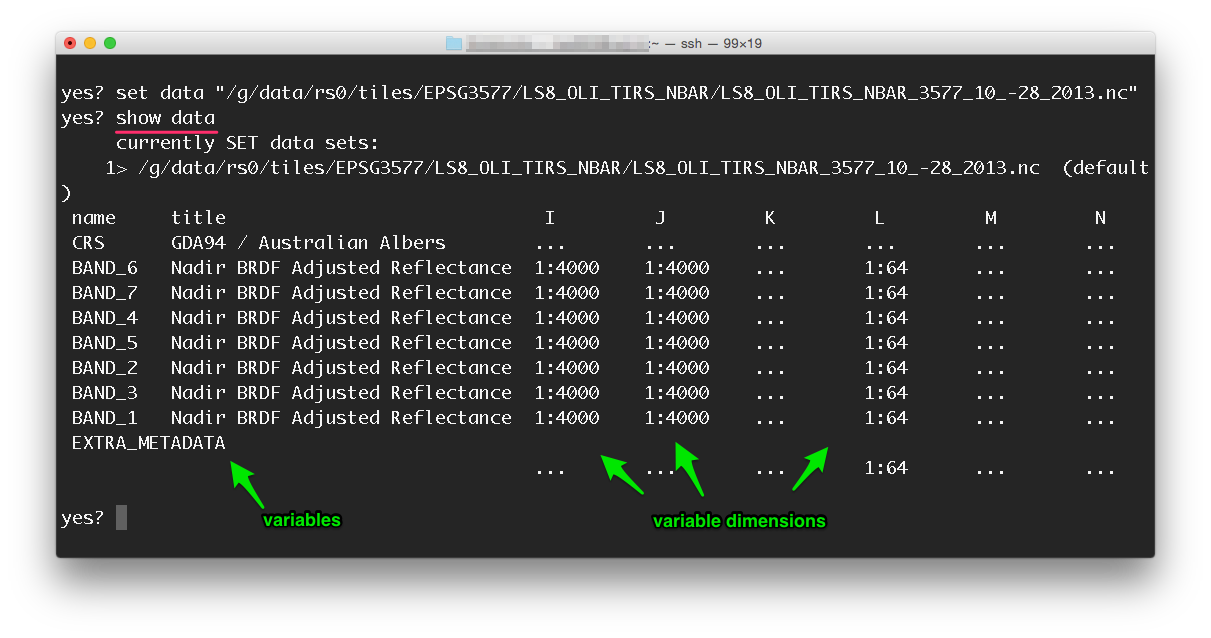 :~ — ssh — 99×19
yes? set data "/g/data/rs0/tiles/EPSG3577/LS8_OLI_TIRS_NBAR/LS8_OLI_TIRS_NBAR_3577_10_-28_2013.nc"
yes? show data
currently SET data sets:
1> /g/data/rs0/tiles/EPSG3577/LS8_OLI_TIRS_NBAR/LS8_OLI_TIRS_NBAR_3577_10_-28_2013.nc (default
)
name title I J K L M N
CRS GDA94 / Australian Albers ... ... ... ... ... ...
BAND_6 Nadir BRDF Adjusted Reflectance 1:4000 1:4000 ... 1:64 ... ...
BAND_7 Nadir BRDF Adjusted Reflectance 1:4000 1:4000 ... 1:64 ... ...
BAND_4 Nadir BRDF Adjusted Reflectance 1:4000 1:4000 ... 1:64 ... ...
BAND_5 Nadir BRDF Adjusted Reflectance 1:4000 1:4000 ... 1:64 ... ...
BAND_2 Nadir BRDF Adjusted Reflectance 1:4000 1:4000 ... 1:64 ... ...
BAND_3 Nadir BRDF Adjusted Reflectance 1:4000 1:4000 ... 1:64 ... ...
BAND_1 Nadir BRDF Adjusted Reflectance 1:4000 1:4000 ... 1:64 ... ...
EXTRA_METADATA
... ... ... 1:64 ... ...
yes?
variables
variable dimensions